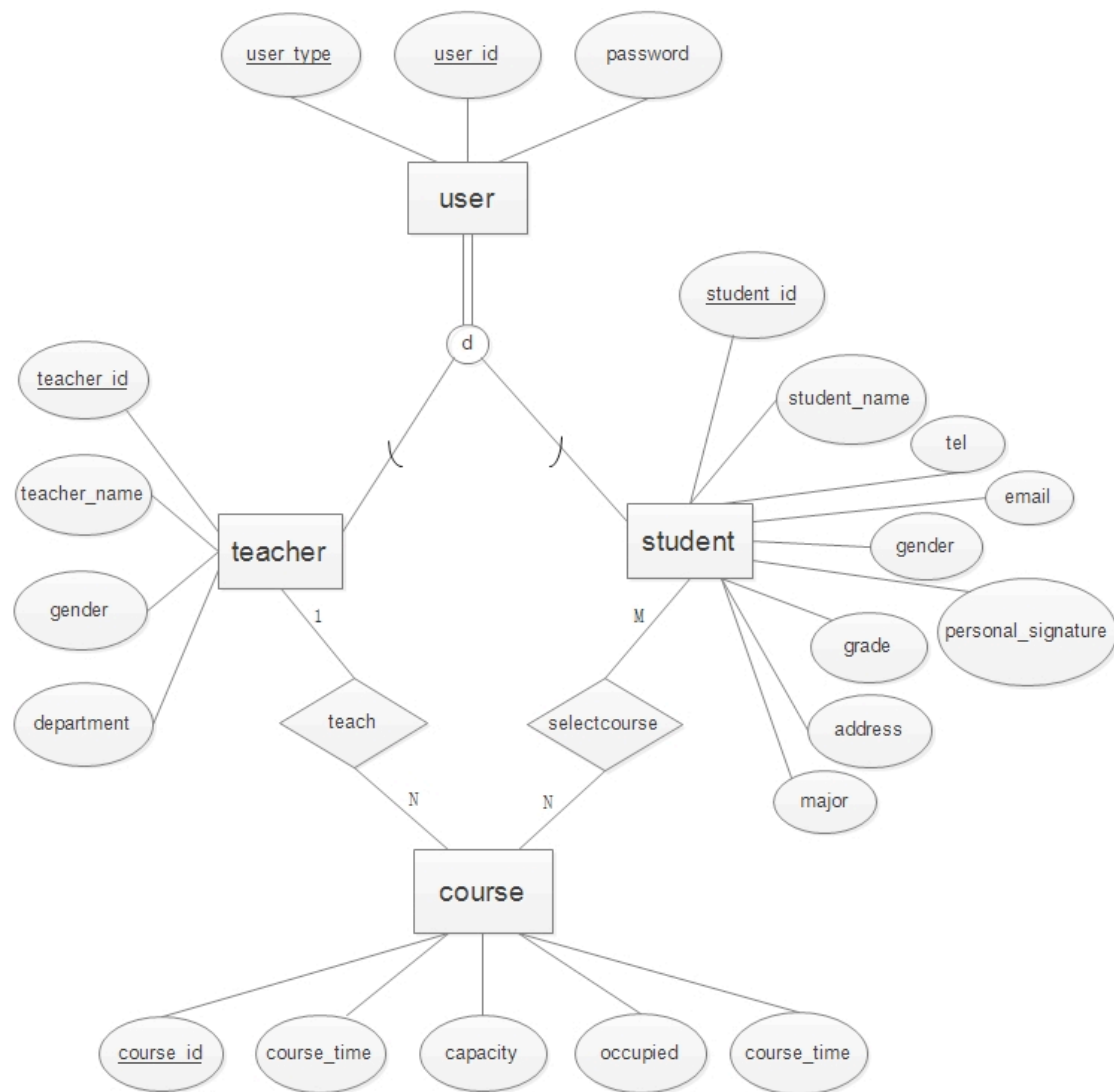 user_type
user_id
password
user
d
student_id
teacher_id
student_name
tel
teacher_name
email
teacher
student
gender
gender
1
M
personal_signature
grade
department
teach
selectcourse
address
N
N
major
course
course_id
course_time
capacity
occupied
course_time